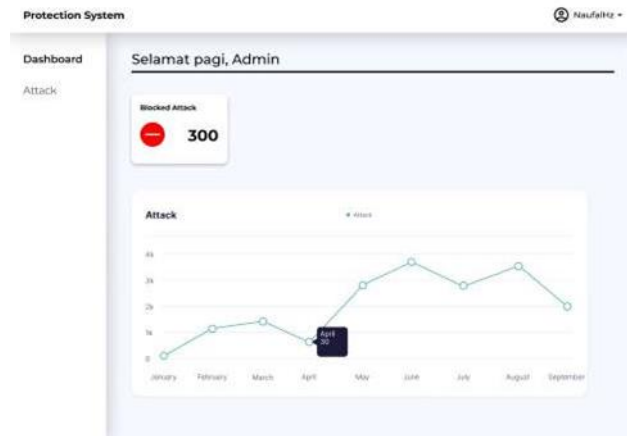 Protection System
NaufalHz
Dashboard
Attack
Selamat pagi, Admin
Blocked Attack
300
Attack
Attack
4k
3k
2k
1k
0
April
30
January February March April May June July August September